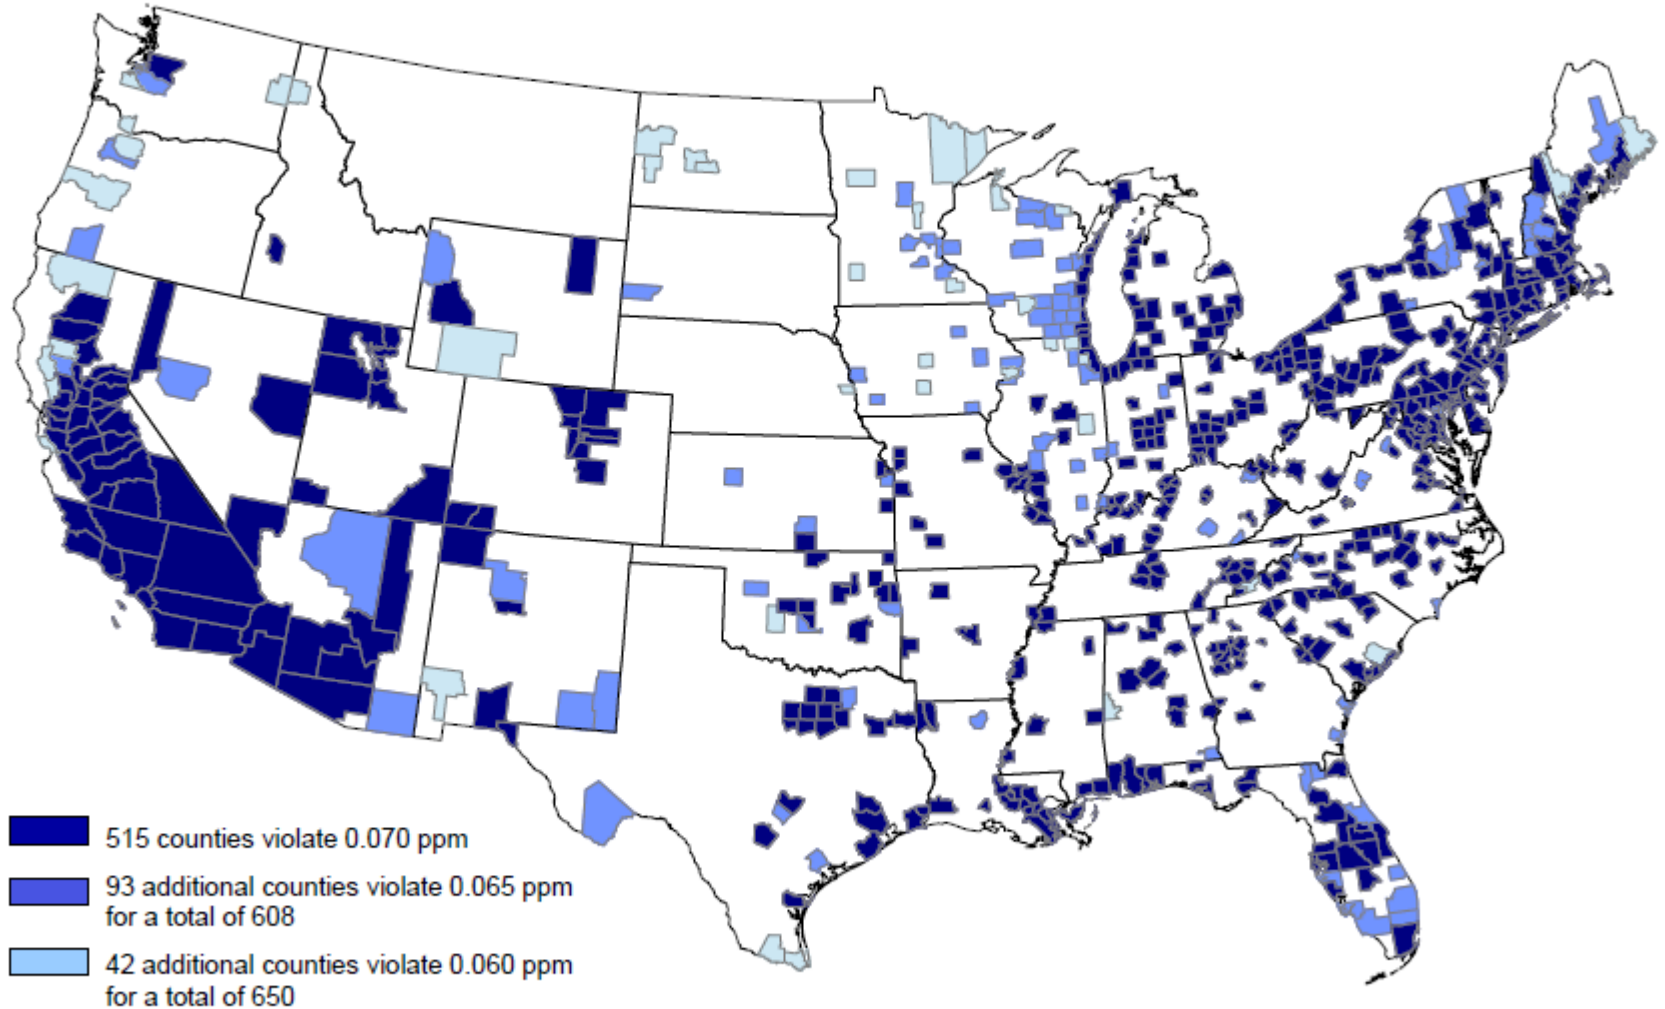 515 counties violate 0.070 ppm
93 additional counties violate 0.065 ppm
for a total of 608
42 additional counties violate 0.060 ppm
for a total of 650